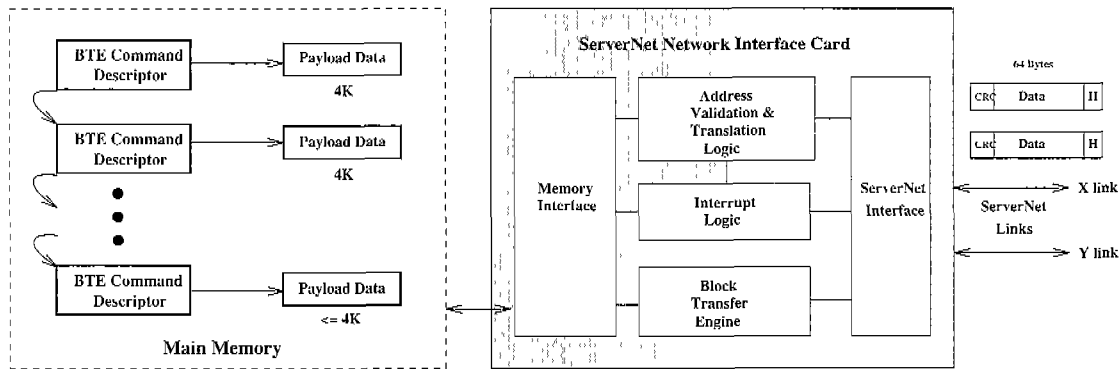 BTE Command
Descriptor
Payload Data
4K
BTE Command
Descriptor
Payload Data
4K
BTE Command
Descriptor
Payload Data
<= 4K
Main Memory
ServerNet Network Interface Card
Memory
Interface
Address
Validation &
Translation
Logic
Interrupt
Logic
Block
Transfer
Engine
ServerNet
Interface
64 bytes
CRC Data H
CRC Data H
X link
ServerNet
Links
Y link